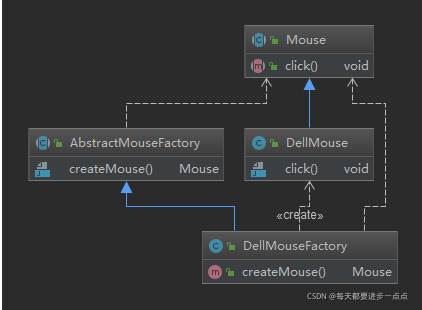 Mouse
click() void
AbstractMouseFactory
createMouse() Mouse
DellMouse
click() void
«create»
DellMouseFactory
createMouse() Mouse
CSDN @每天都要进步一点点